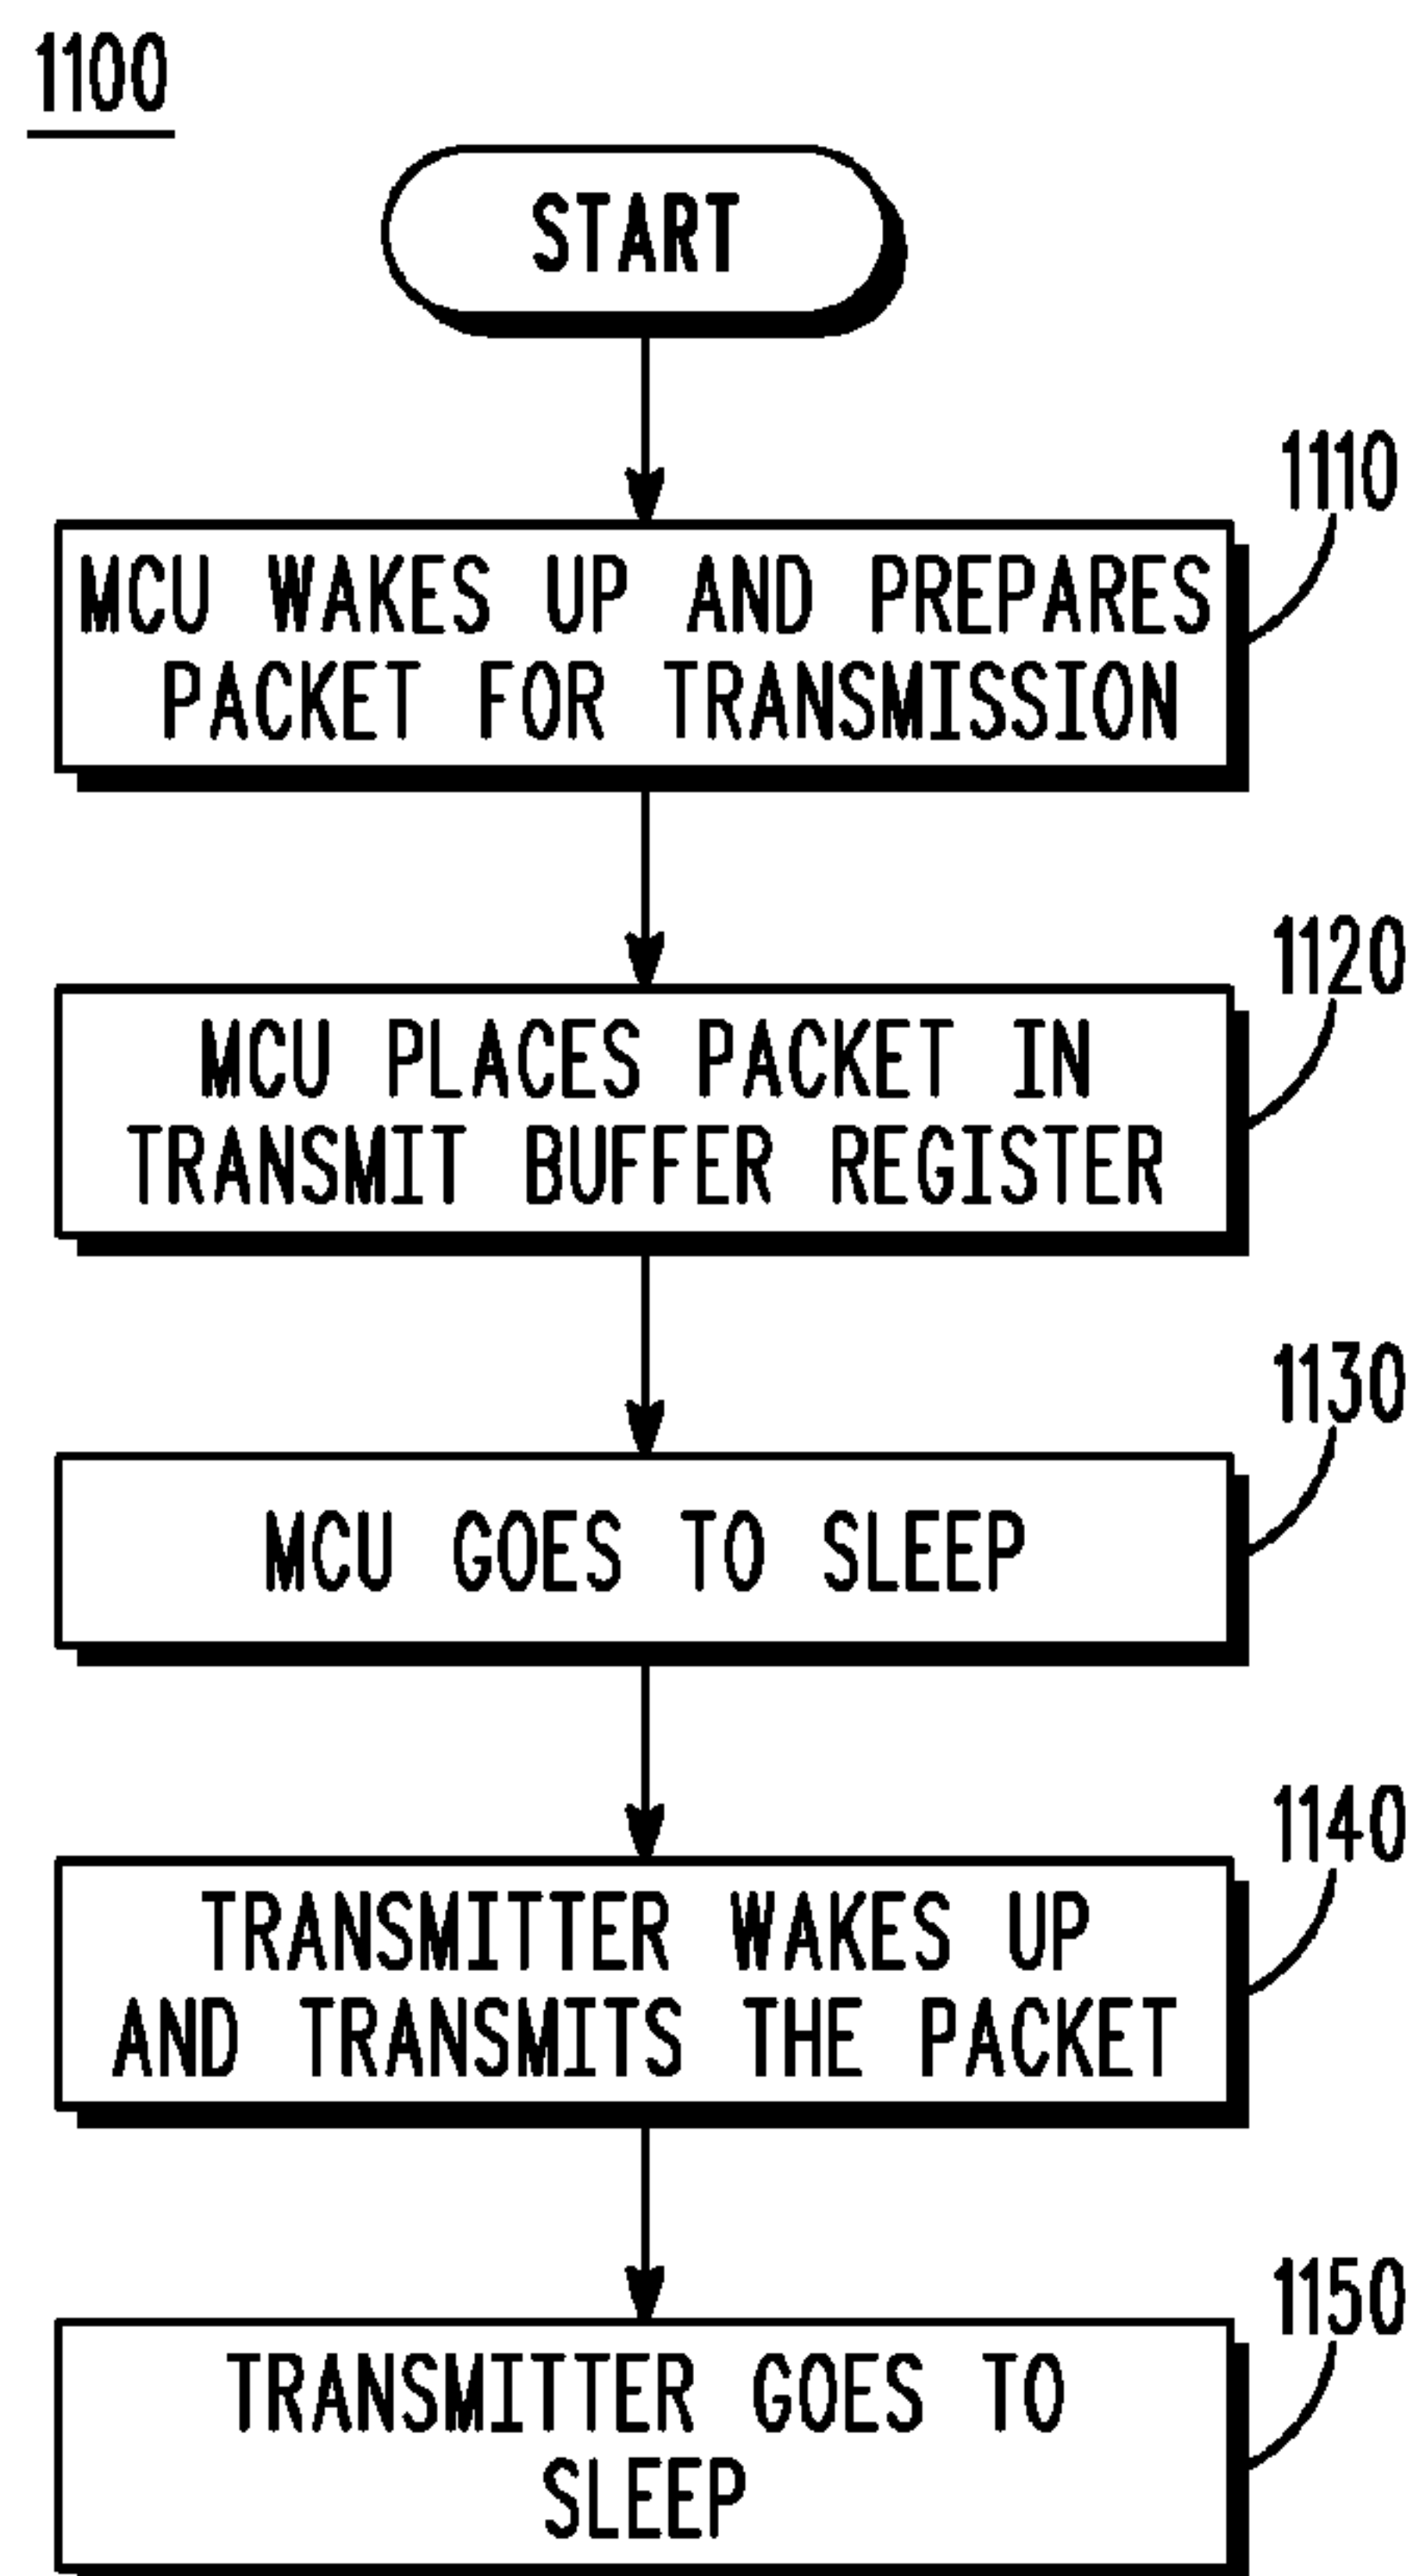 1100
START
1110
MCU WAKES UP AND PREPARES
PACKET FOR TRANSMISSION
1120
MCU PLACES PACKET IN
TRANSMIT BUFFER REGISTER
1130
MCU GOES TO SLEEP
1140
TRANSMITTER WAKES UP
AND TRANSMITS THE PACKET
1150
TRANSMITTER GOES TO
SLEEP